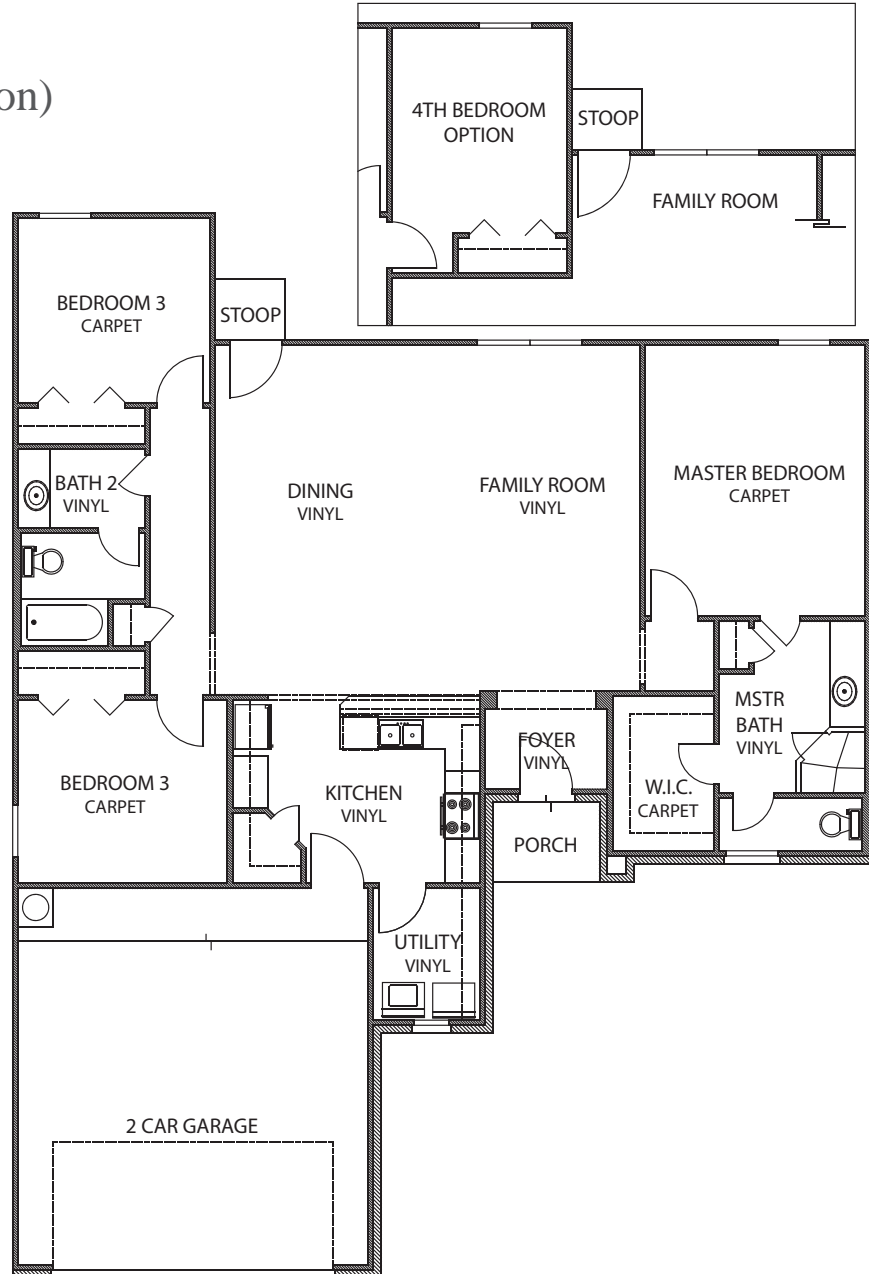 on)
4TH BEDROOM
OPTION
STOOP
FAMILY ROOM
BEDROOM 3
CARPET
STOOP
BATH 2
VINYL
DINING
VINYL
FAMILY ROOM
VINYL
MASTER BEDROOM
CARPET
MSTR
BATH
VINYL
FOYER
VINYL
W.I.C.
CARPET
KITCHEN
VINYL
BEDROOM 3
CARPET
PORCH
UTILITY
VINYL
2 CAR GARAGE